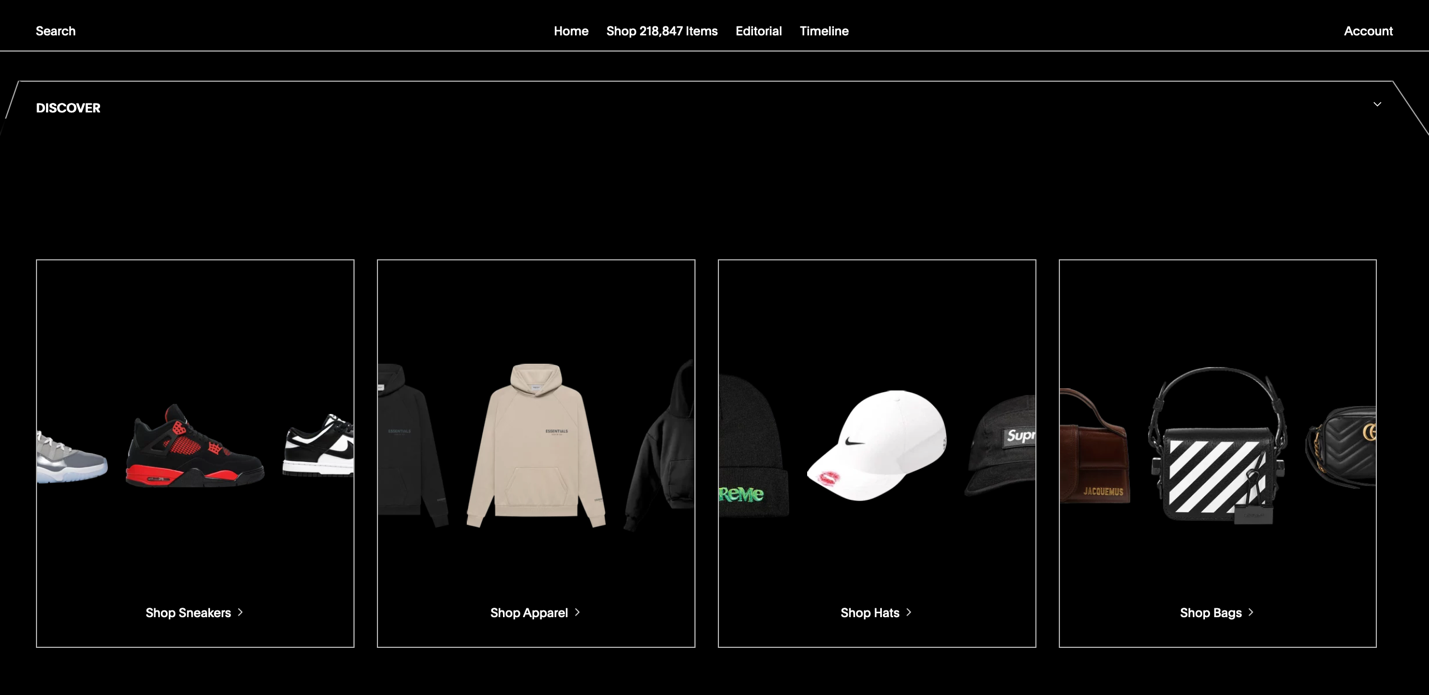 Search
Home
Shop 218,847 Items
Editorial
Timeline
Account
DISCOVER
ESSENTIALS
REMe
Supr
JACQUEMUS
Shop Sneakers
Shop Apparel
Shop Hats
Shop Bags